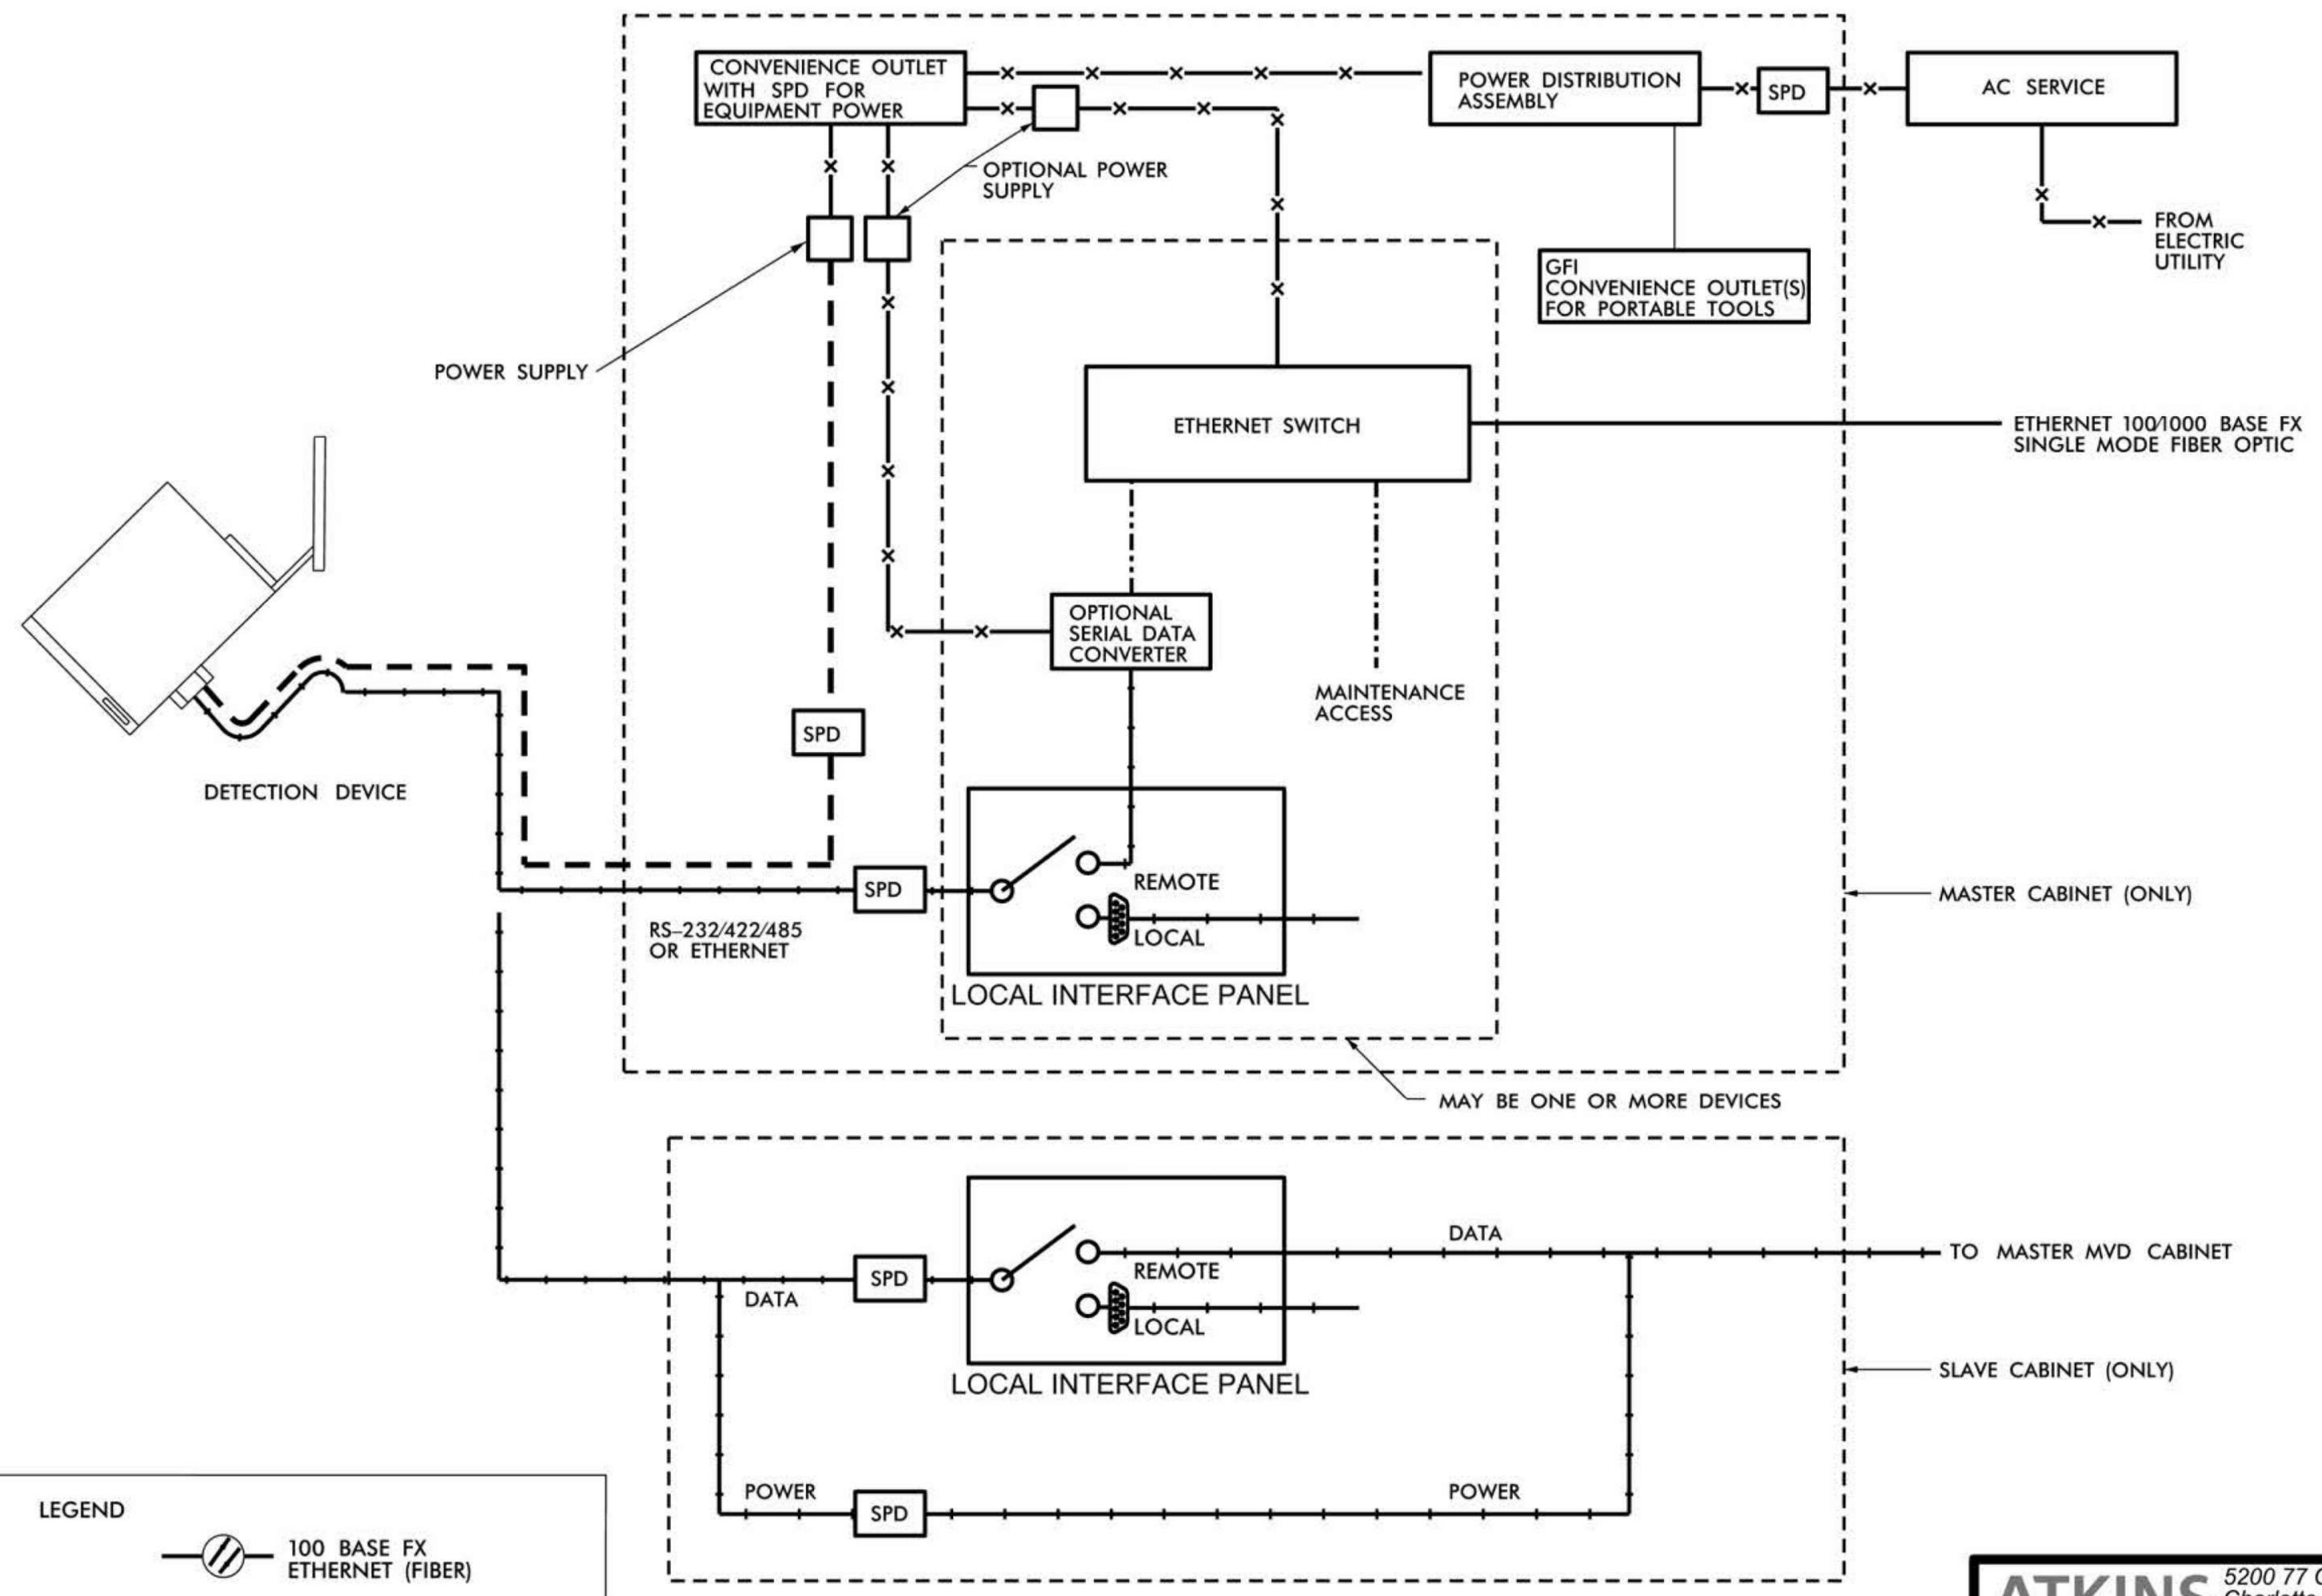 CONVENIENCE OUTLET
WITH SPD FOR
EQUIPMENT POWER
POWER DISTRIBUTION
ASSEMBLY
SPD
AC SERVICE
OPTIONAL POWER
SUPPLY
FROM
ELECTRIC
UTILITY
GFI
CONVENIENCE OUTLET(S)
FOR PORTABLE TOOLS
POWER SUPPLY
ETHERNET SWITCH
ETHERNET 100/1000 BASE FX
SINGLE MODE FIBER OPTIC
OPTIONAL
SERIAL DATA
CONVERTER
MAINTENANCE
ACCESS
SPD
DETECTION DEVICE
SPD
REMOTE
LOCAL
RS-232/422/485
OR ETHERNET
MASTER CABINET (ONLY)
LOCAL INTERFACE PANEL
MAY BE ONE OR MORE DEVICES
DATA
TO MASTER MVD CABINET
SPD
REMOTE
DATA
LOCAL
SLAVE CABINET (ONLY)
LOCAL INTERFACE PANEL
POWER
SPD
POWER
LEGEND
100 BASE FX
ETHERNET (FIBER)
ATKINS
5200 77